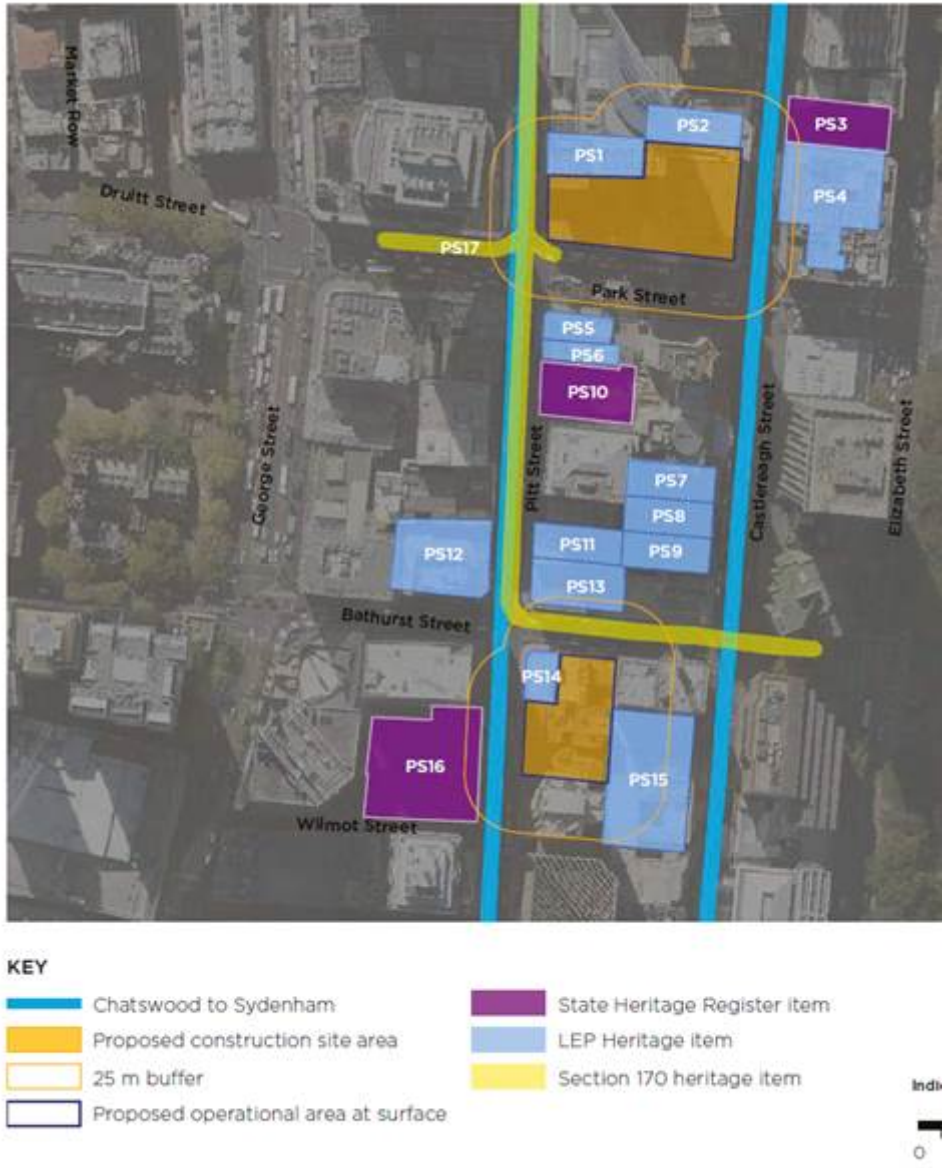 Market Row
PS3
PS2
PS1
PS4
Druitt Street
PS17
Park Street
PS5
PS6
PS10
Pitt Street
George Street
Castlereagh Street
Elizabeth Street
PS7
PS8
PS11
PS9
PS12
PS13
Bathurst Street
PS14
PS16
PS15
Wilmot Street
KEY
Chatswood to Sydenham
Proposed construction site area
25 m buffer
Proposed operational area at surface
State Heritage Register item
LEP Heritage item
Section 170 heritage item
Indic
0